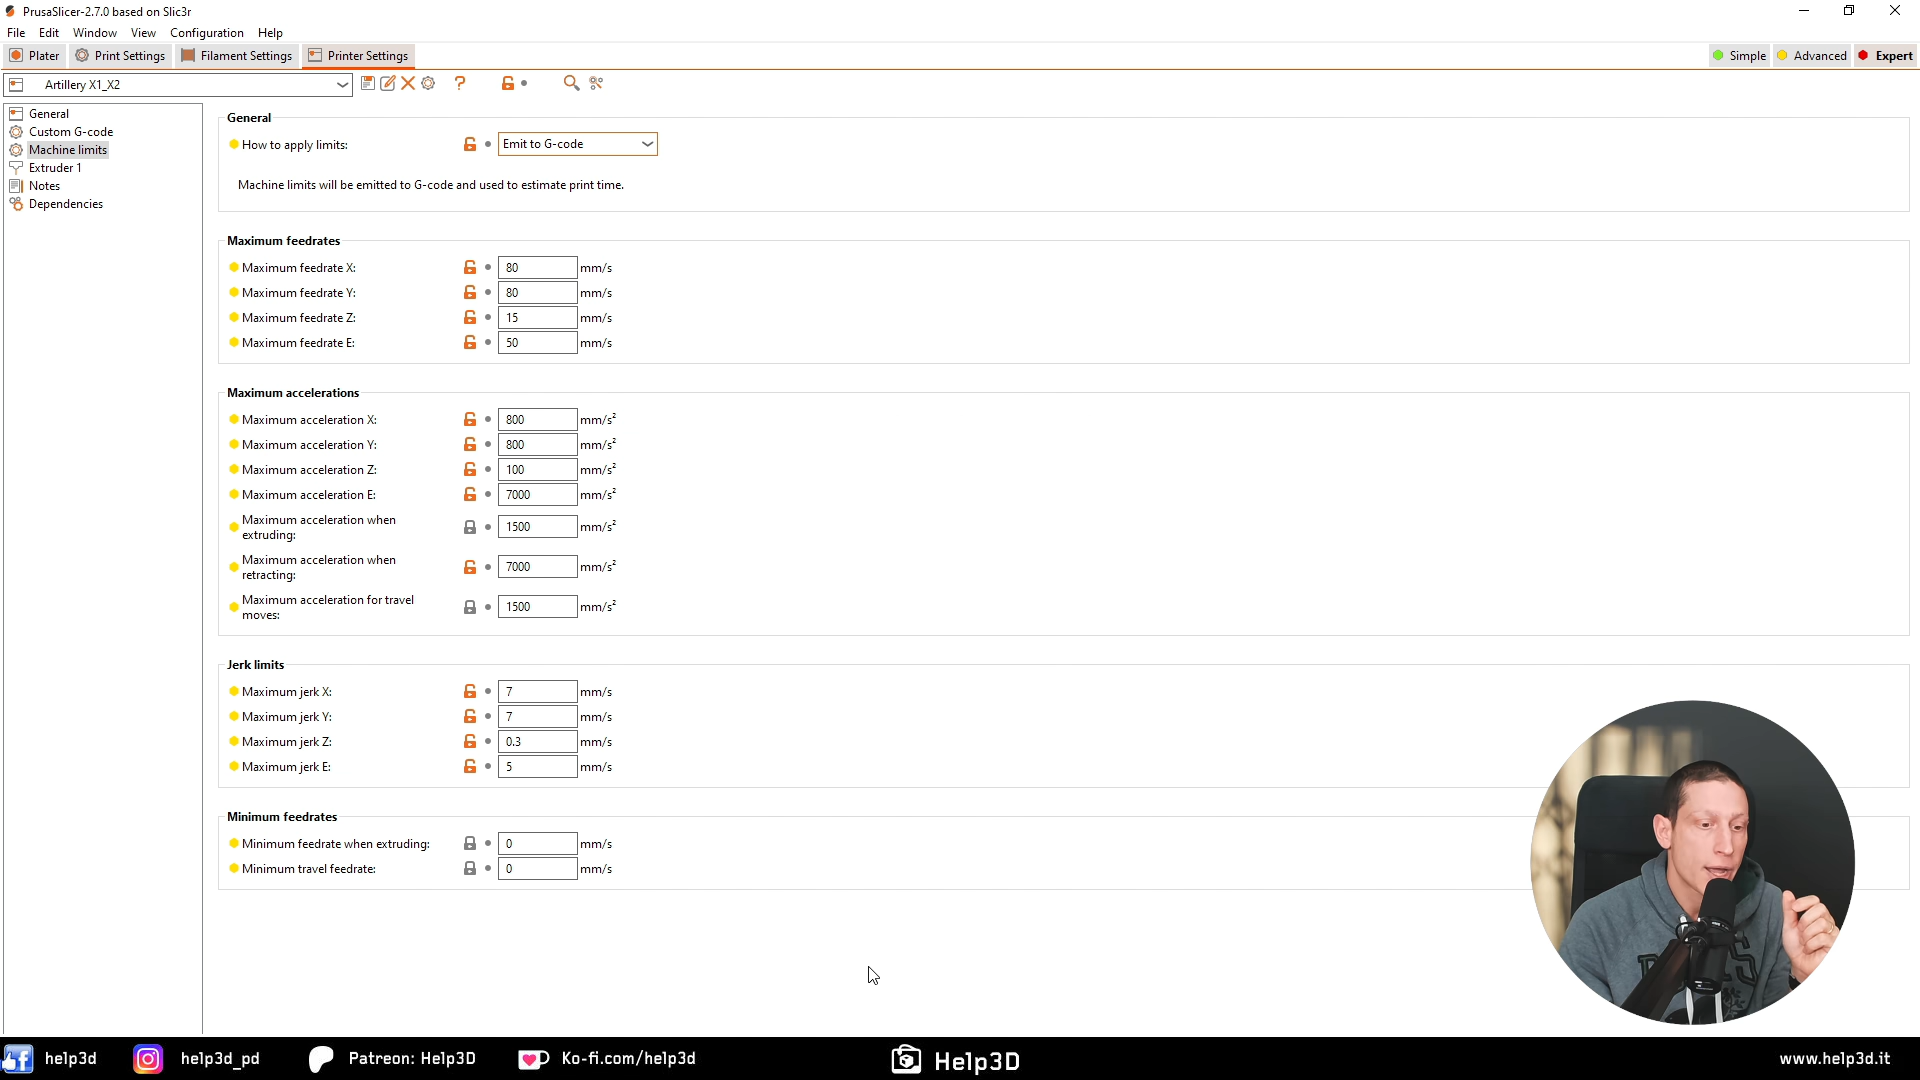 PrusaSlicer-2.7.0 based on Slic3r
File Edit Window View Configuration Help
Plater Print Settings Filament Settings Printer Settings Simple Advanced Expert
Artillery X1_X2
General
Custom G-code
Machine limits
Extruder 1
Notes
Dependencies
General
How to apply limits: Emit to G-code
Machine limits will be emitted to G-code and used to estimate print time.
Maximum feedrates
Maximum feedrate X: 80 mm/s
Maximum feedrate Y: 80 mm/s
Maximum feedrate Z: 15 mm/s
Maximum feedrate E: 50 mm/s
Maximum accelerations
Maximum acceleration X: 800 mm/s²
Maximum acceleration Y: 800 mm/s²
Maximum acceleration Z: 100 mm/s²
Maximum acceleration E: 7000 mm/s²
Maximum acceleration when
extruding: 1500 mm/s²
Maximum acceleration when
retracting: 7000 mm/s²
Maximum acceleration for travel
moves: 1500 mm/s²
Jerk limits
Maximum jerk X: 7 mm/s
Maximum jerk Y: 7 mm/s
Maximum jerk Z: 0.3 mm/s
Maximum jerk E: 5 mm/s
Minimum feedrates
Minimum feedrate when extruding: 0 mm/s
Minimum travel feedrate: 0 mm/s
help3d help3d_pd Patreon: Help3D Ko-fi.com/help3d Help3D www.help3d.it